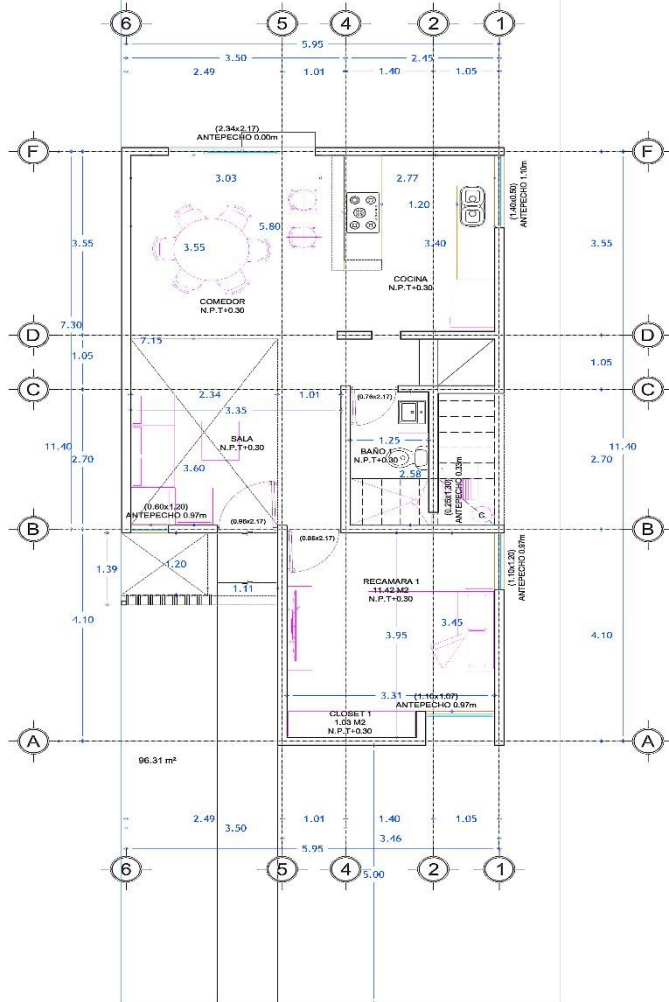 6 5 4 2 1
5.95
3.50 2.45
2.49 1.01 1.40 1.05
(2.34x2.17)
ANTEPECHO 0.00m
F F
3.03 2.77
1.20
(1.40x0.50)
ANTEPECHO 1.10m
5.80
3.55 3.55 3.40 3.55
COCINA
N.P.T+0.30
COMEDOR
N.P.T+0.30
7.30
D D
7.15
1.05 1.05
C C
2.34 1.01
(0.76x2.17)
3.35
SALA
N.P.T+0.30
1.25
11.40 11.40
BAÑO 1
N.P.T+0.30
2.70 3.60 2.58 2.70
(0.25x1.30)
ANTEPECHO 0.33m
C
(0.60x1.20)
ANTEPECHO 0.97m
(0.96x2.17)
B B
(0.86x2.17)
1.39 1.20
1.11
(1.10x1.20)
ANTEPECHO 0.97m
RECAMARA 1
11.42 M2
N.P.T+0.30
4.10 3.95 3.45 4.10
3.31
(1.10x1.67)
ANTEPECHO 0.97m
CLOSET 1
1.03 M2
N.P.T+0.30
A A
96.31 m²
2.49 1.01 1.40 1.05
3.50 3.46
5.95
6 5 4 2 1
5.00